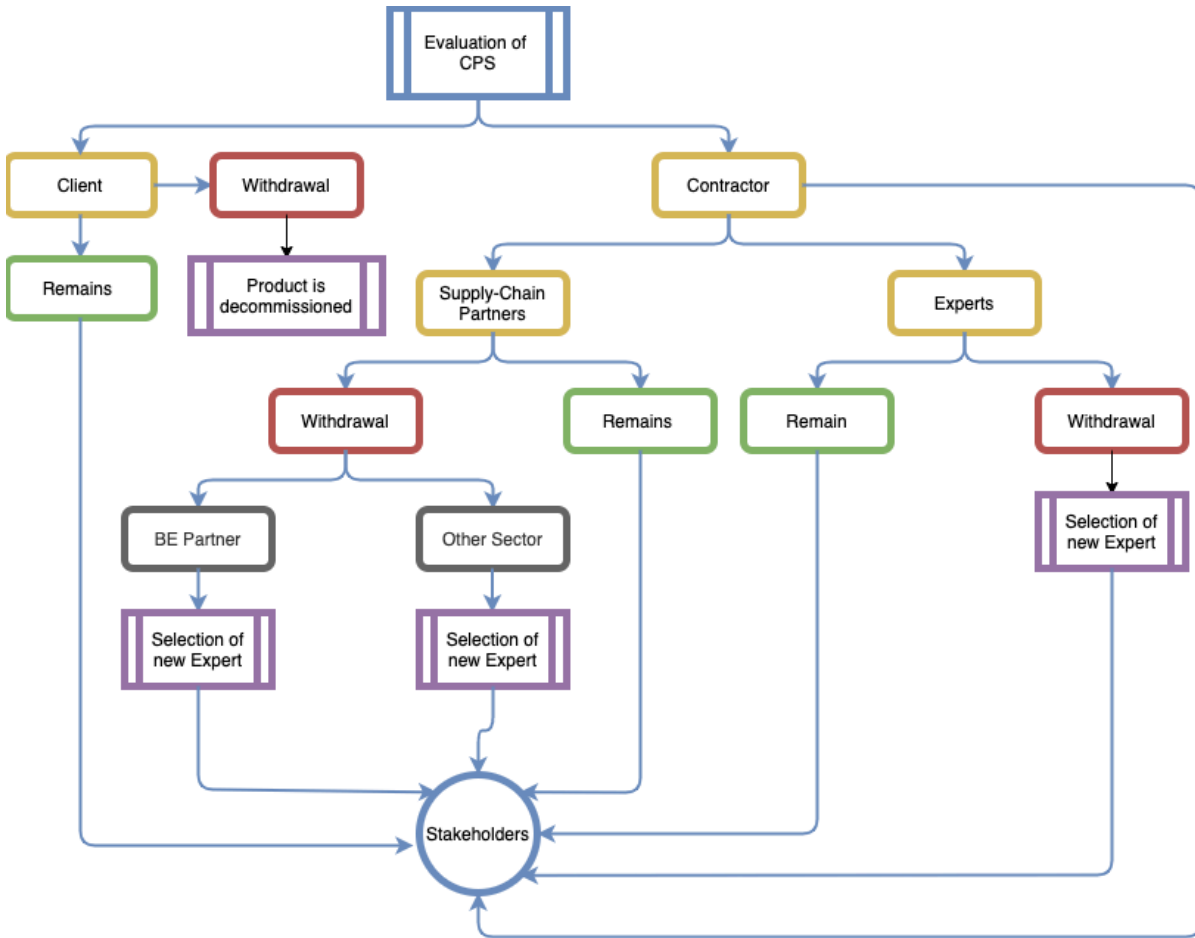 Evaluation of
CPS
Client
Withdrawal
Contractor
Remains
Product is
decommissioned
Supply-Chain
Partners
Experts
Withdrawal
Remains
Remain
Withdrawal
BE Partner
Other Sector
Selection of
new Expert
Selection of
new Expert
Selection of
new Expert
Stakeholders